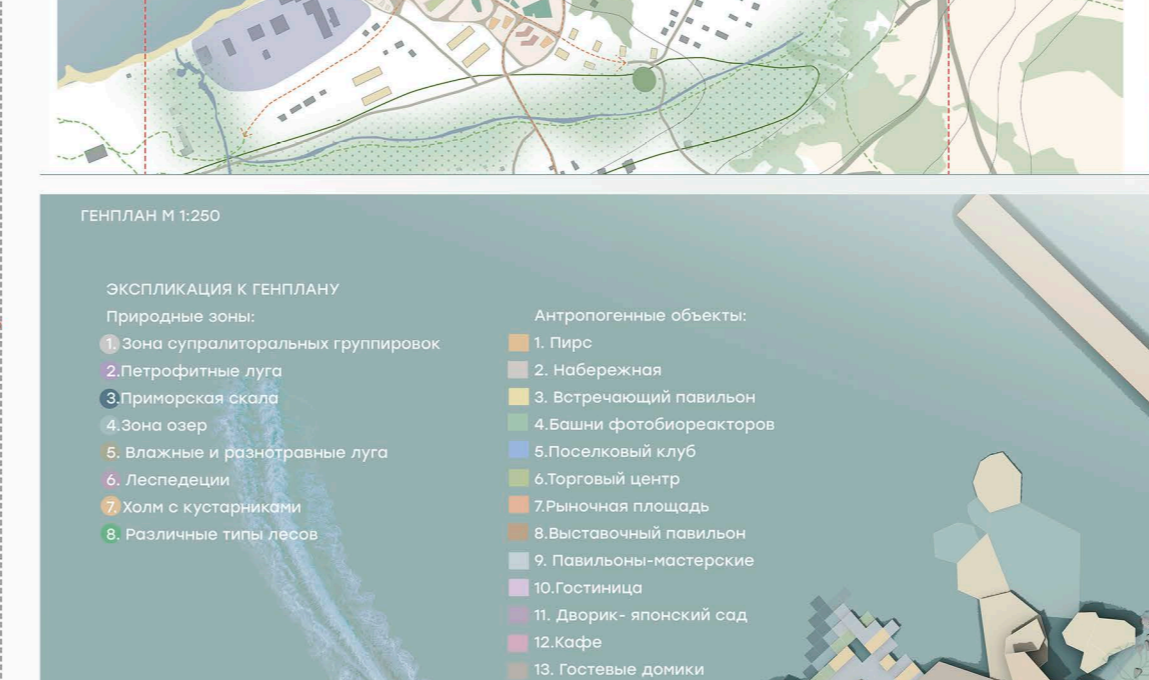 ГЕНПЛАН М 1:250
ЭКСПЛИКАЦИЯ К ГЕНПЛАНУ
Природные зоны:
1. Зона супралиторальных группировок
2.Петрофитные луга
3.Приморская скала
4.Зона озер
5. Влажные и разнотравные луга
6. Леспедеции
7. Холм с кустарниками
8. Различные типы лесов
Антропогенные объекты:
1. Пирс
2. Набережная
3. Встречающий павильон
4.Башни фотобиореакторов
5.Поселковый клуб
6.Торговый центр
7.Рыночная площадь
8.Выставочный павильон
9. Павильоны-мастерские
10.Гостиница
11. Дворик- японский сад
12.Кафе
13. Гостевые домики